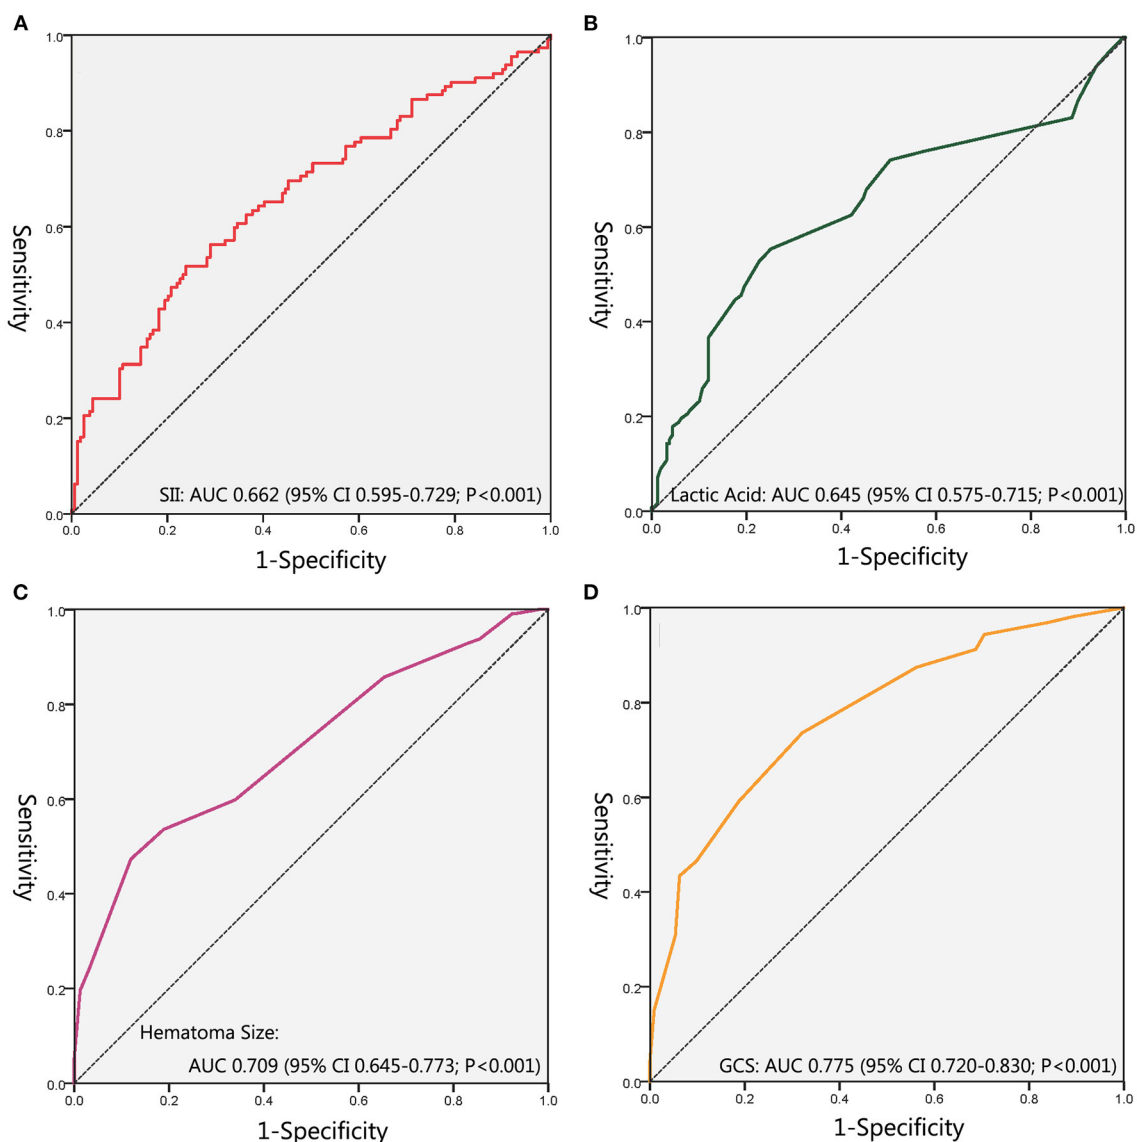 A
1.0
0.8
0.6
0.4
0.2
0.0
Sensitivity
SII: AUC 0.662 (95% CI 0.595-0.729; P<0.001)
0.0 0.2 0.4 0.6 0.8 1.0
1-Specificity
B
1.0
0.8
0.6
0.4
0.2
0.0
Sensitivity
Lactic Acid: AUC 0.645 (95% CI 0.575-0.715; P<0.001)
0.0 0.2 0.4 0.6 0.8 1.0
1-Specificity
C
1.0
0.8
0.6
0.4
0.2
0.0
Sensitivity
Hematoma Size:
AUC 0.709 (95% CI 0.645-0.773; P<0.001)
0.0 0.2 0.4 0.6 0.8 1.0
1-Specificity
D
1.0
0.8
0.6
0.4
0.2
0.0
Sensitivity
GCS: AUC 0.775 (95% CI 0.720-0.830; P<0.001)
0.0 0.2 0.4 0.6 0.8 1.0
1-Specificity